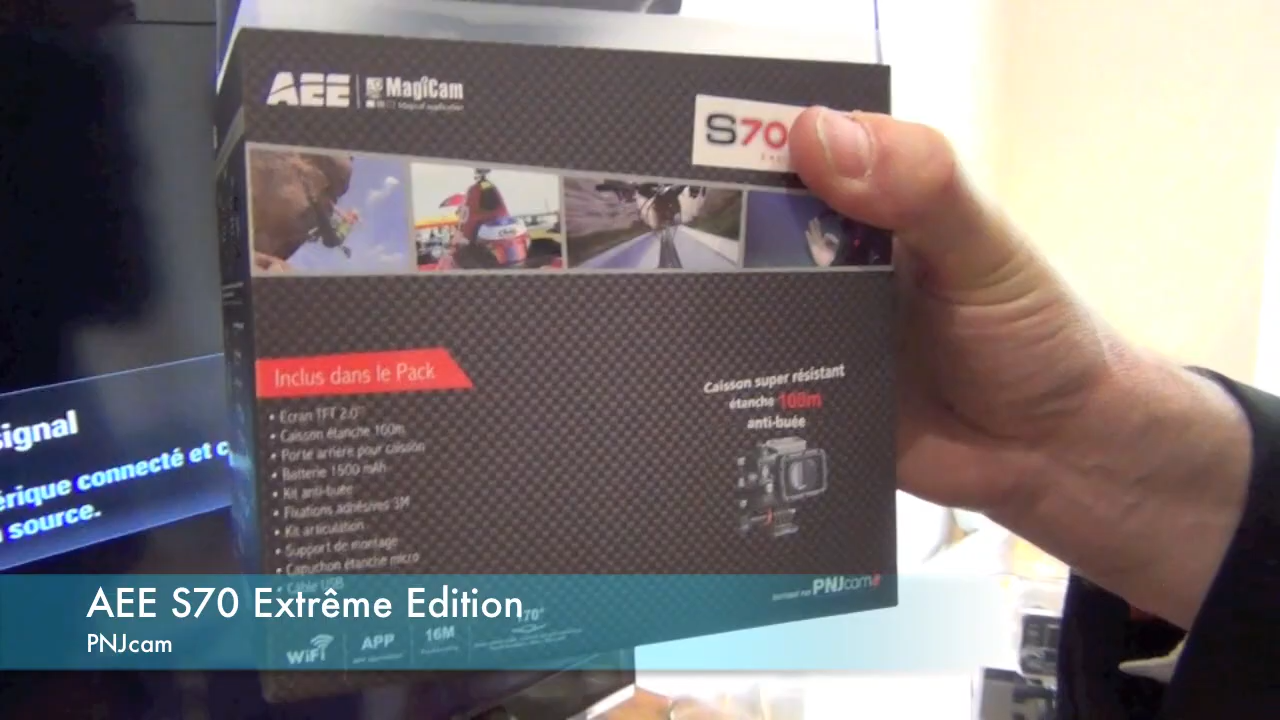 AEE MagiCam
Magical application
S70
Inclus dans le Pack
• Ecran TFT 2.0"
• Caisson étanche 100m
• Porte arrière pour caisson
• Batterie 1500 mAh
• Kit anti-buée
• Fixations adhésives 3M
• Kit articulation
• Support de montage
• Capuchon étanche micro
• Câble USB
Caisson super résistant
étanche 100m
anti-buée
signal
érique connecté et c
source.
PNJcam
AEE S70 Extrême Edition
PNJcam
WiFi APP 16M 70°